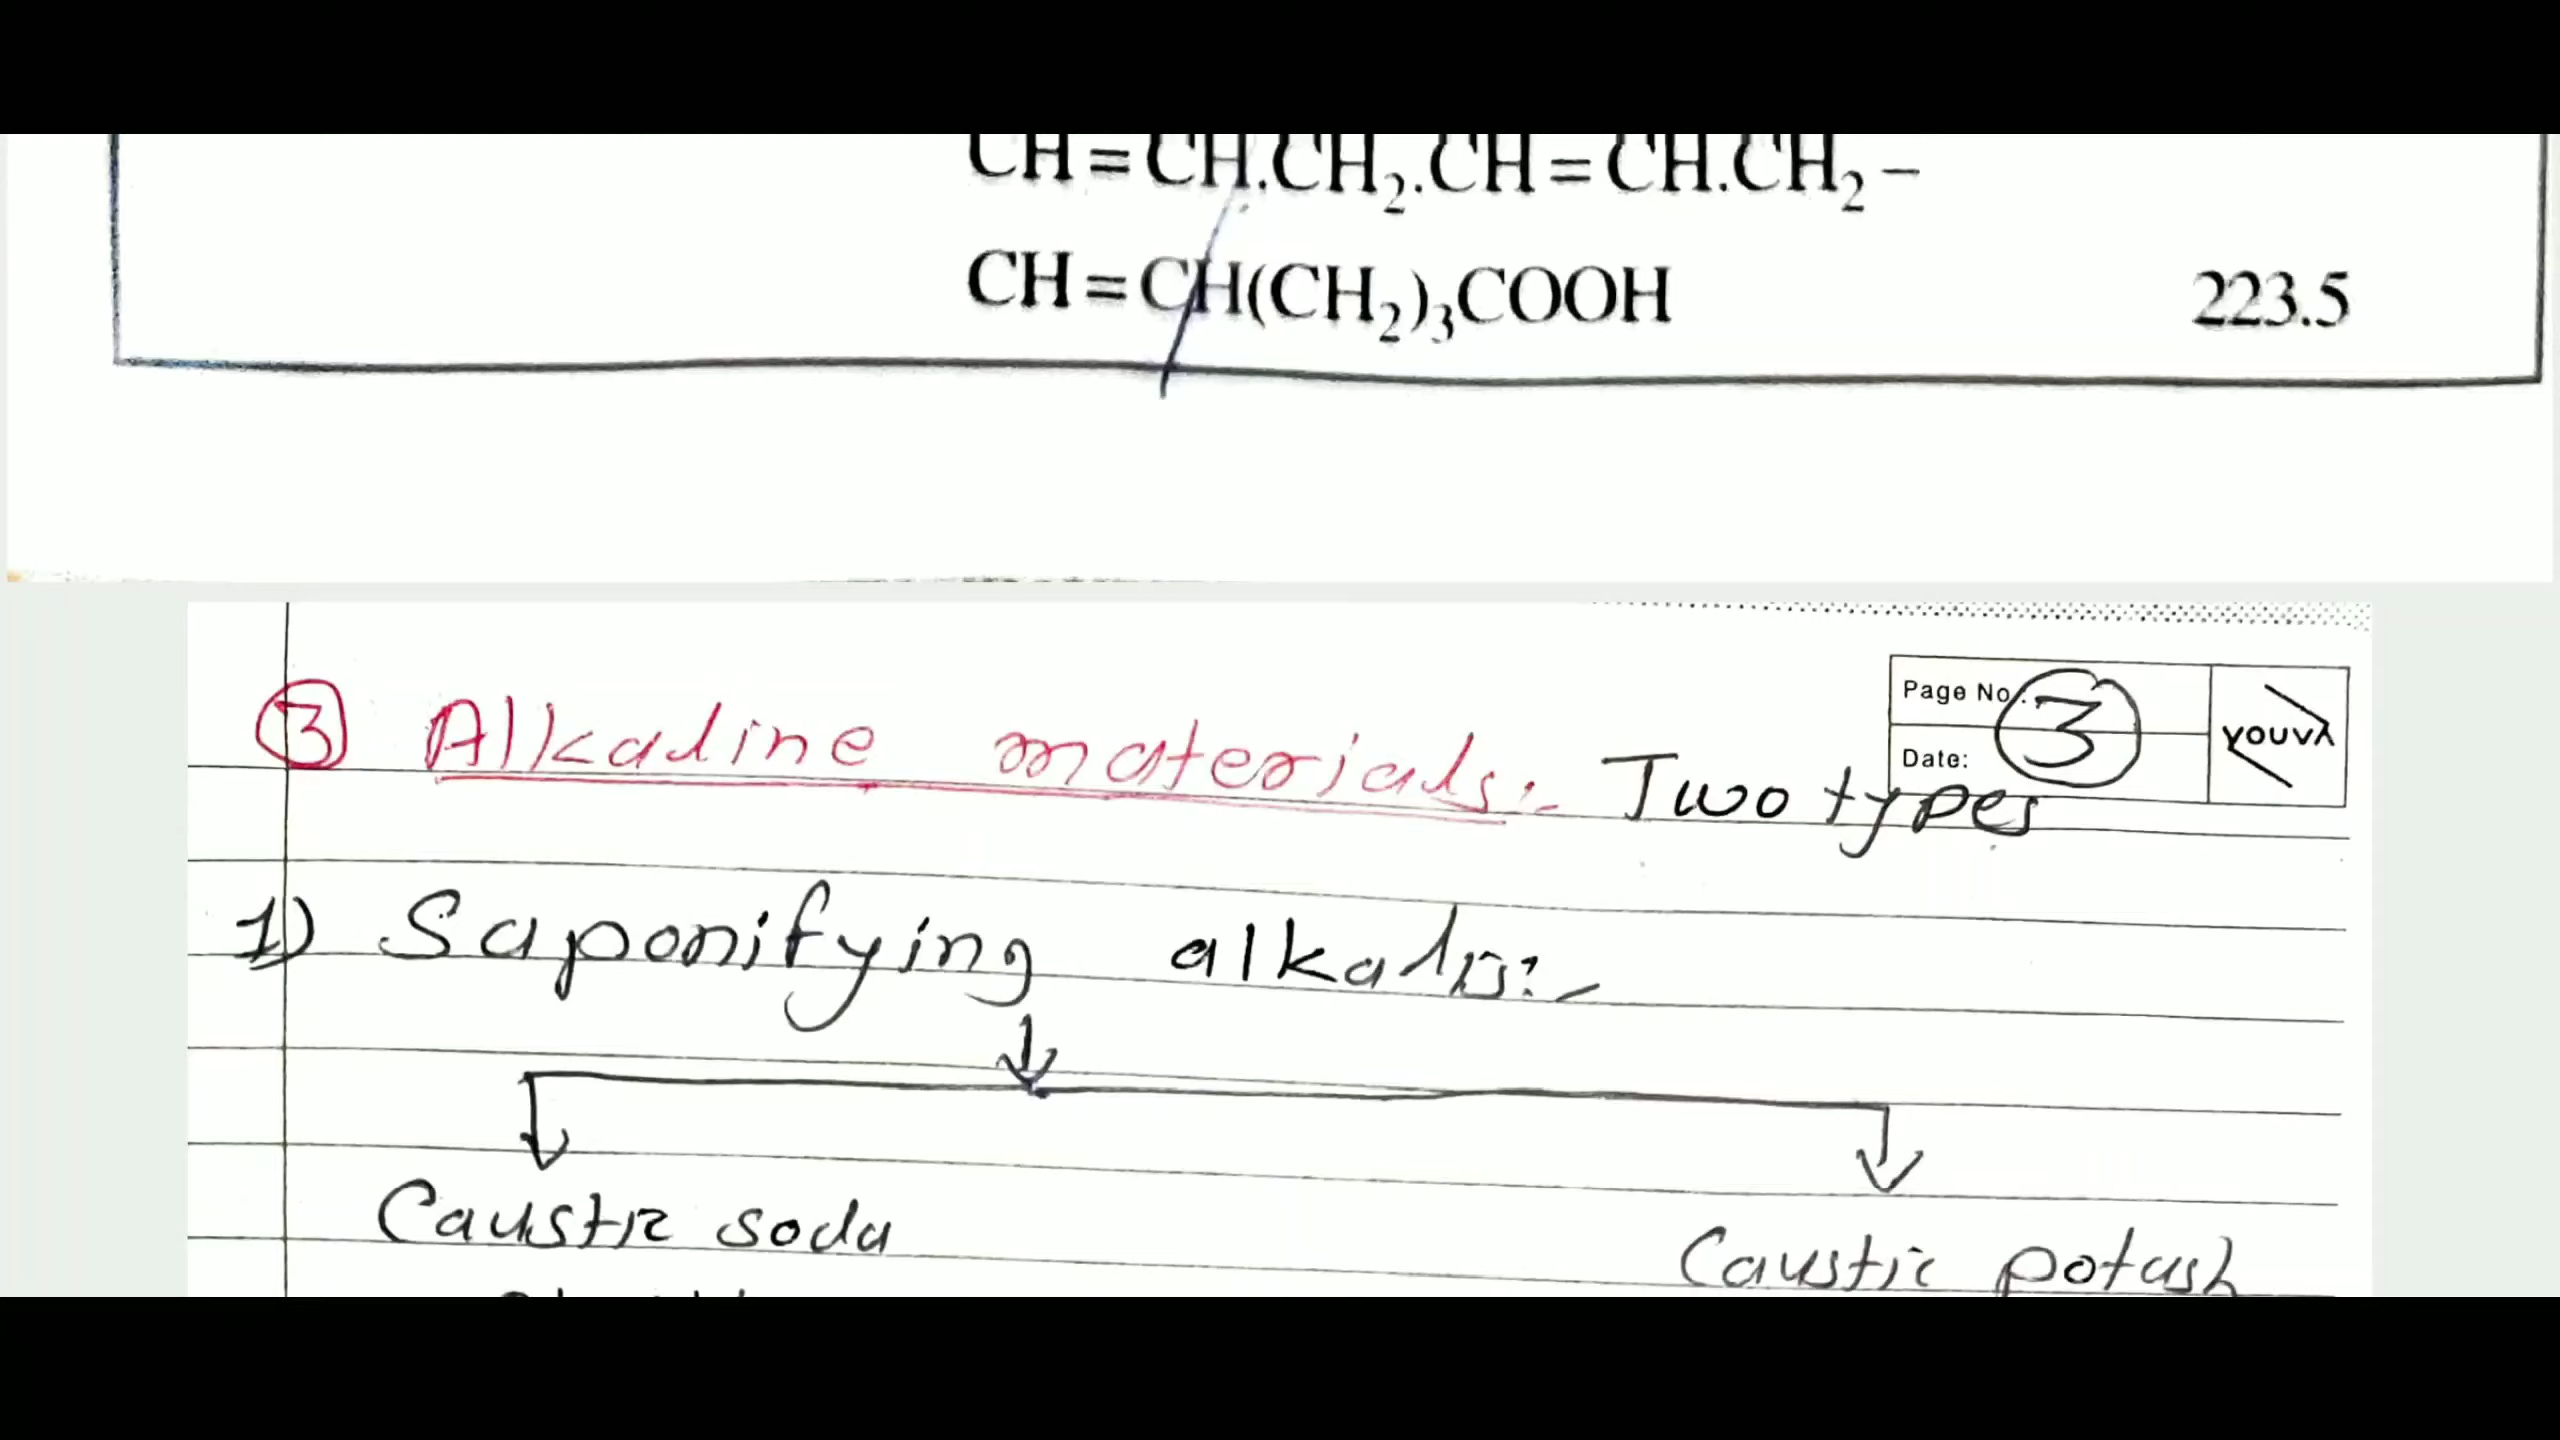 CH=CH.CH₂.CH=CH.CH₂–
CH=CH(CH₂)₃COOH 223.5
Page No.: 3
Date:
YOUVA
③ Alkaline materials:- Two types
1) Saponifying alkalis:-
Caustic soda
Caustic potash